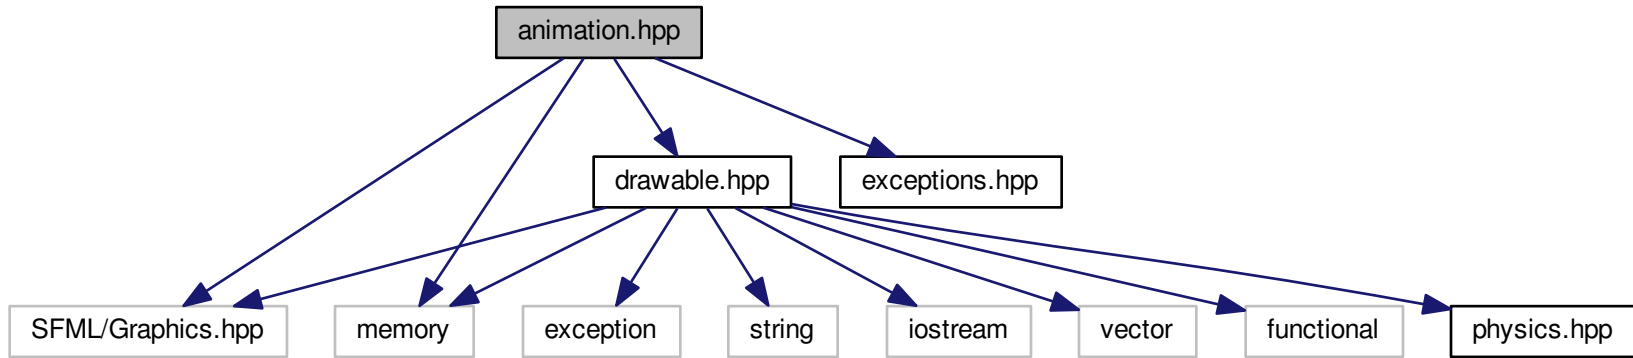 animation.hpp
drawable.hpp
exceptions.hpp
SFML/Graphics.hpp
memory
exception
string
iostream
vector
functional
physics.hpp